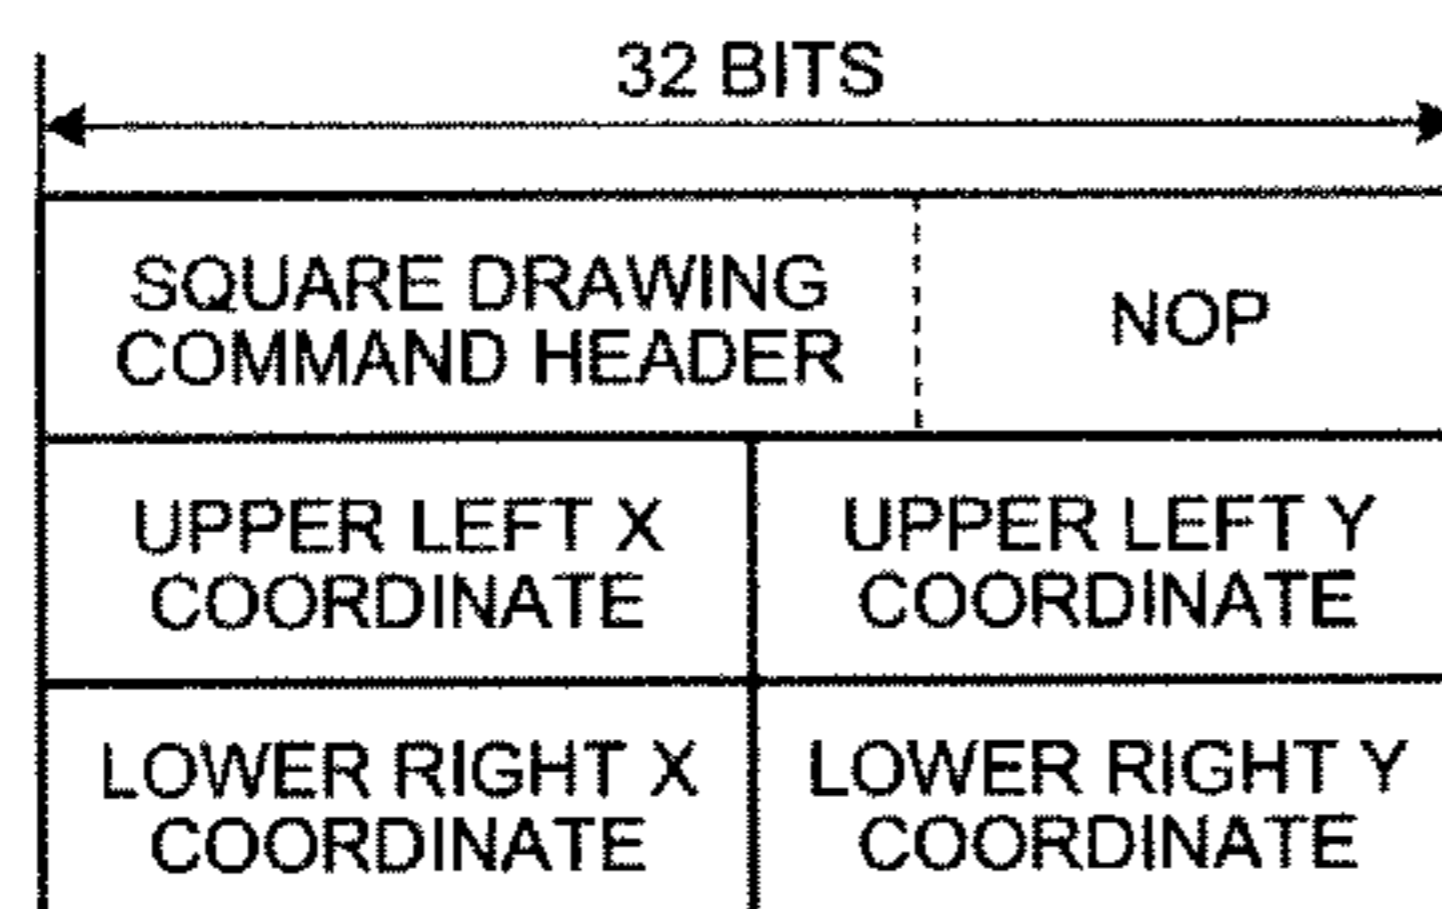 32 BITS
SQUARE DRAWING
COMMAND HEADER
NOP
UPPER LEFT X
COORDINATE
UPPER LEFT Y
COORDINATE
LOWER RIGHT X
COORDINATE
LOWER RIGHT Y
COORDINATE